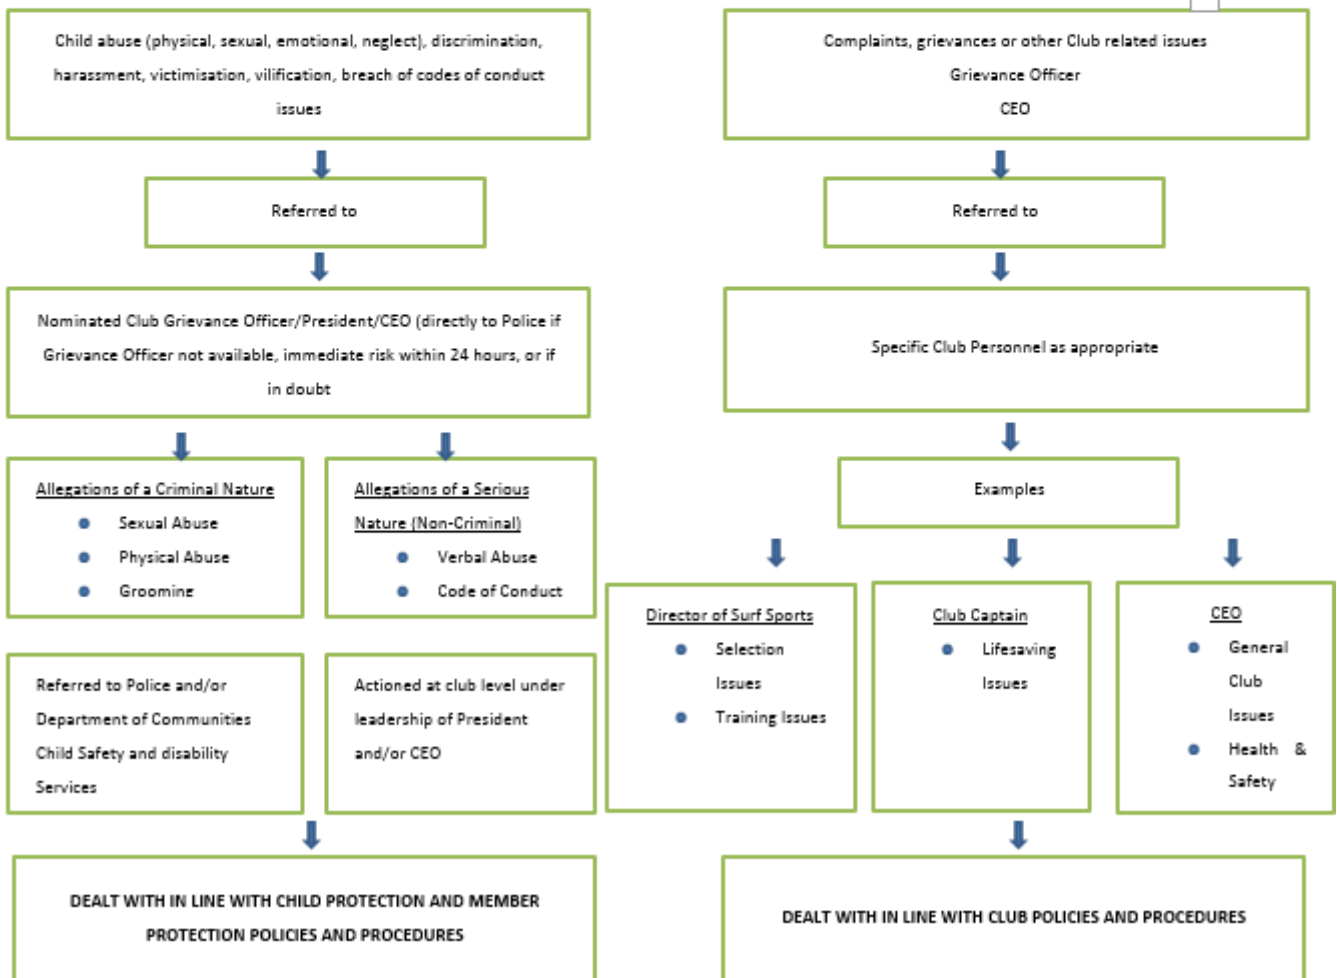 Child abuse (physical, sexual, emotional, neglect), discrimination,
harassment, victimisation, vilification, breach of codes of conduct
issues
Referred to
Nominated Club Grievance Officer/President/CEO (directly to Police if
Grievance Officer not available, immediate risk within 24 hours, or if
in doubt
Allegations of a Criminal Nature
● Sexual Abuse
● Physical Abuse
● Grooming
Allegations of a Serious
Nature (Non-Criminal)
● Verbal Abuse
● Code of Conduct
Referred to Police and/or
Department of Communities
Child Safety and disability
Services
Actioned at club level under
leadership of President
and/or CEO
DEALT WITH IN LINE WITH CHILD PROTECTION AND MEMBER
PROTECTION POLICIES AND PROCEDURES
Complaints, grievances or other Club related issues
Grievance Officer
CEO
Referred to
Specific Club Personnel as appropriate
Examples
Director of Surf Sports
● Selection
Issues
● Training Issues
Club Captain
● Lifesaving
Issues
CEO
● General
Club
Issues
● Health &
Safety
DEALT WITH IN LINE WITH CLUB POLICIES AND PROCEDURES